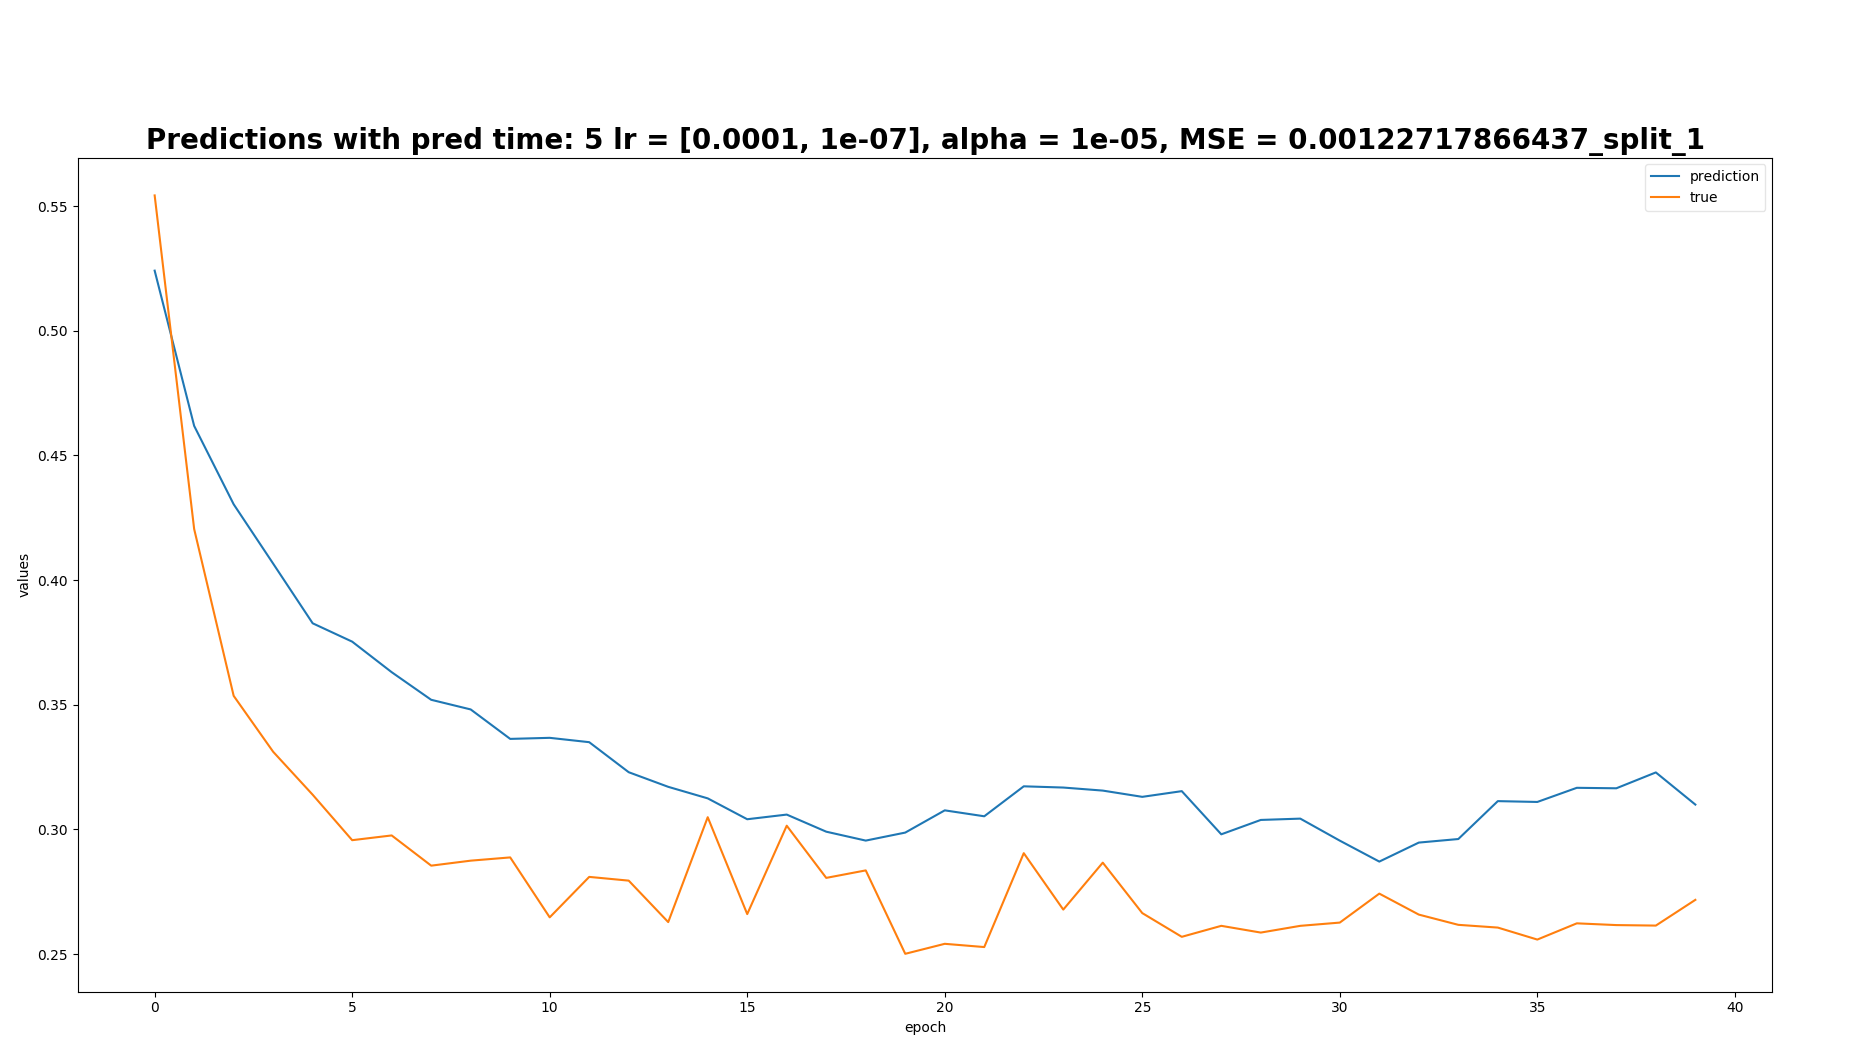 Predictions with pred time: 5 lr = [0.0001, 1e-07], alpha = 1e-05, MSE = 0.00122717866437_split_1
prediction
true
0.55
0.50
0.45
0.40
0.35
0.30
0.25
values
0 5 10 15 20 25 30 35 40
epoch